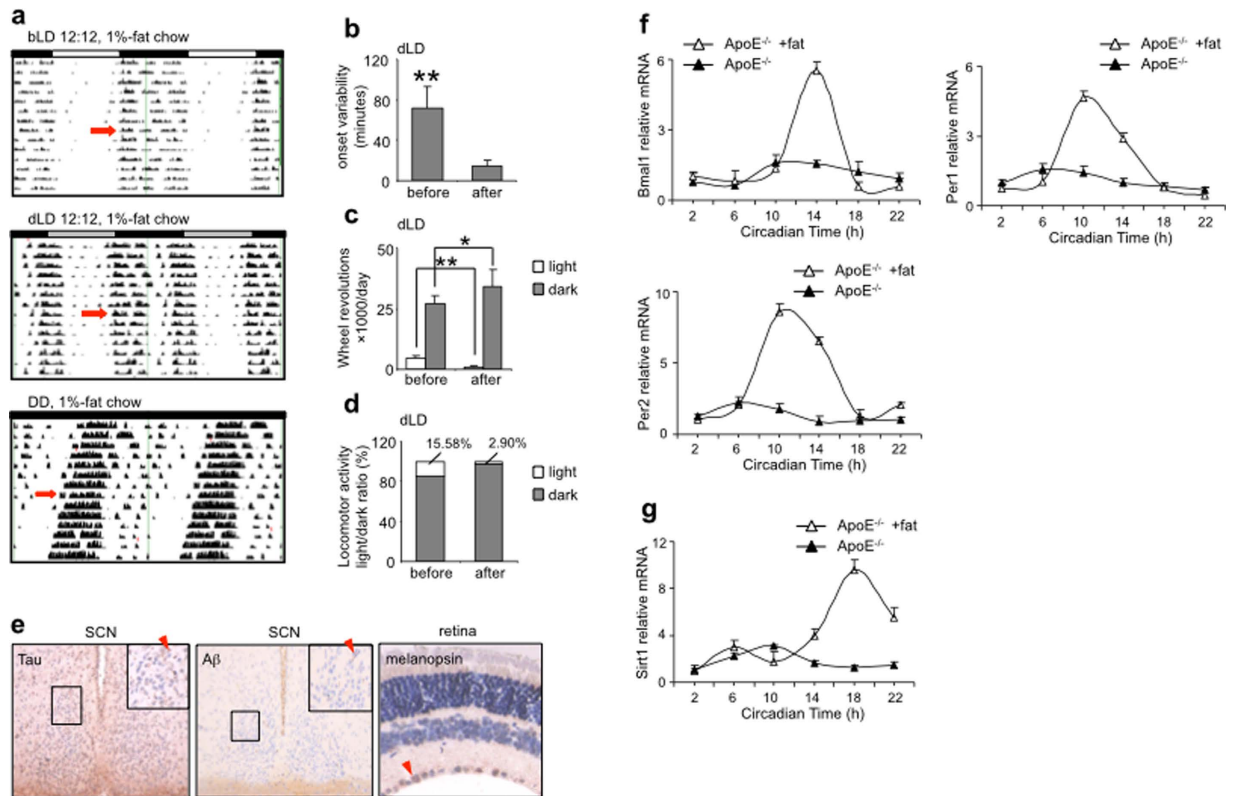 a
bLD 12:12, 1%-fat chow
dLD 12:12, 1%-fat chow
DD, 1%-fat chow
b
dLD
onset variability
(minutes)
120
80
40
0
**
before after
c
dLD
Wheel revolutions
×1000/day
50
25
0
*
**
light
dark
before after
d
dLD
Locomotor activity
light/dark ratio (%)
120
80
40
0
15.58% 2.90%
light
dark
before after
e
SCN SCN retina
Tau Aβ melanopsin
f
ApoE-/- +fat
ApoE-/-
Bmal1 relative mRNA
6
3
0
2 6 10 14 18 22
Circadian Time (h)
ApoE-/- +fat
ApoE-/-
Per1 relative mRNA
6
3
0
2 6 10 14 18 22
Circadian Time (h)
ApoE-/- +fat
ApoE-/-
Per2 relative mRNA
10
5
0
2 6 10 14 18 22
Circadian Time (h)
g
ApoE-/- +fat
ApoE-/-
Sirt1 relative mRNA
12
8
4
0
2 6 10 14 18 22
Circadian Time (h)